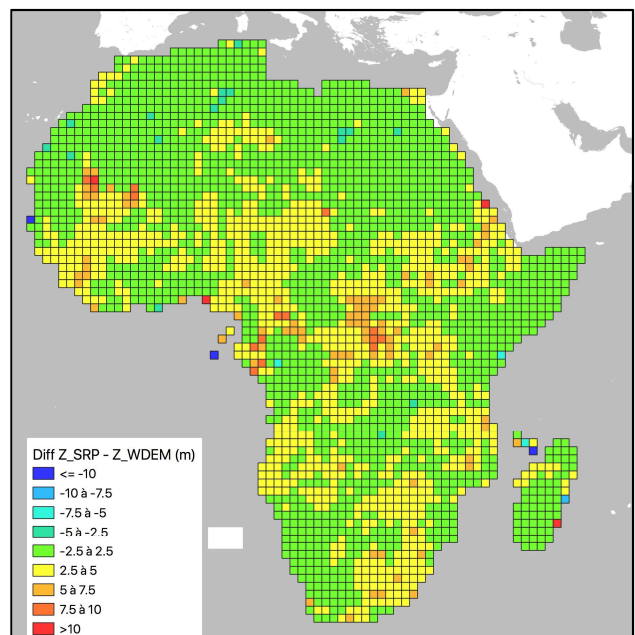 Diff Z_SRP - Z_WDEM (m)
<= -10
-10 à -7.5
-7.5 à -5
-5 à -2.5
-2.5 à 2.5
2.5 à 5
5 à 7.5
7.5 à 10
>10